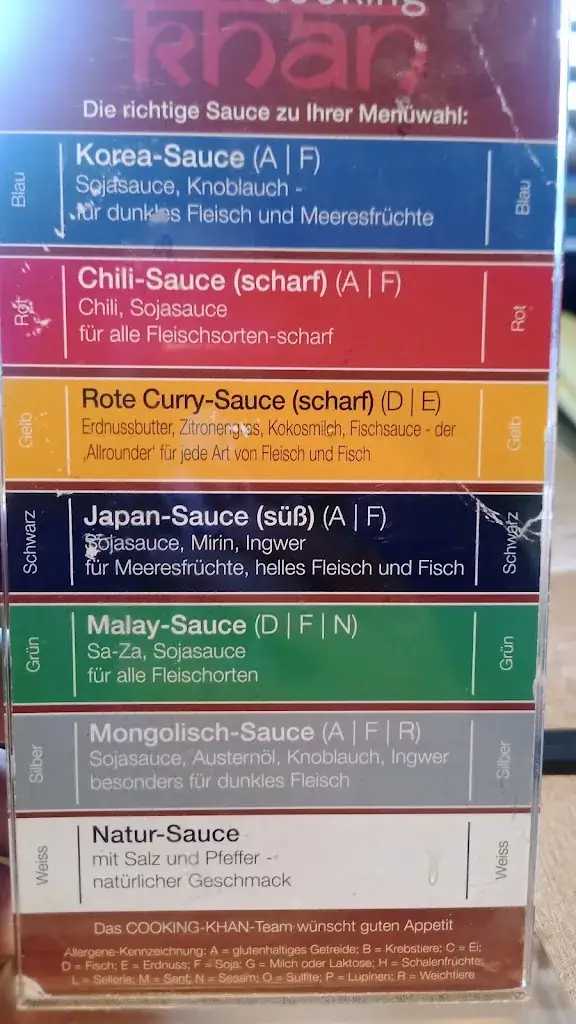 cooking
khan
Die richtige Sauce zu Ihrer Menüwahl:
Blau
Korea-Sauce (A | F)
Sojasauce, Knoblauch -
für dunkles Fleisch und Meeresfrüchte
Blau
Rot
Chili-Sauce (scharf) (A | F)
Chili, Sojasauce
für alle Fleischsorten-scharf
Rot
Gelb
Rote Curry-Sauce (scharf) (D | E)
Erdnussbutter, Zitronengras, Kokosmilch, Fischsauce - der
‚Allrounder' für jede Art von Fleisch und Fisch
Gelb
Schwarz
Japan-Sauce (süß) (A | F)
Sojasauce, Mirin, Ingwer
für Meeresfrüchte, helles Fleisch und Fisch
Schwarz
Grün
Malay-Sauce (D | F | N)
Sa-Za, Sojasauce
für alle Fleischorten
Grün
Silber
Mongolisch-Sauce (A | F | R)
Sojasauce, Austernöl, Knoblauch, Ingwer
besonders für dunkles Fleisch
Silber
Weiss
Natur-Sauce
mit Salz und Pfeffer -
natürlicher Geschmack
Weiss
Das COOKING-KHAN-Team wünscht guten Appetit
Allergene-Kennzeichnung: A = glutenhaltiges Getreide; B = Krebstiere; C = Ei;
D = Fisch; E = Erdnuss; F = Soja; G = Milch oder Laktose; H = Schalenfrüchte;
L = Sellerie; M = Senf; N = Sesam; O = Sulfite; P = Lupinen; R = Weichtiere